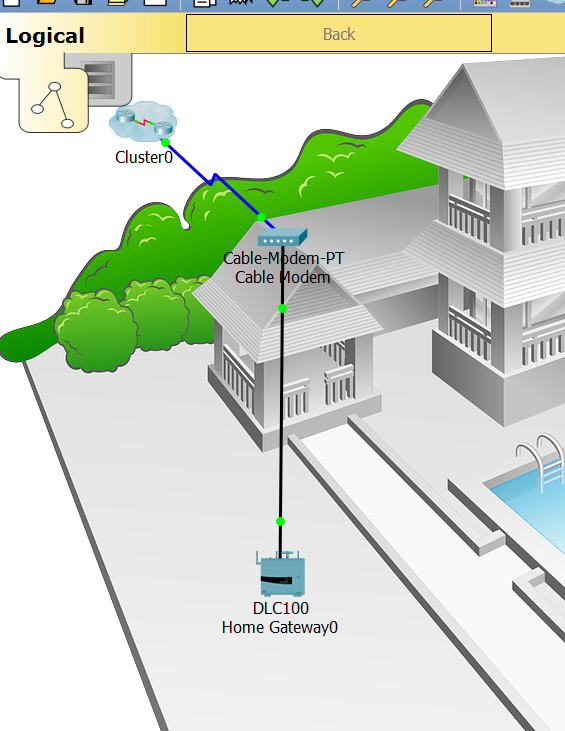 Logical
Back
Cluster0
Cable-Modem-PT
Cable Modem
DLC100
Home Gateway0